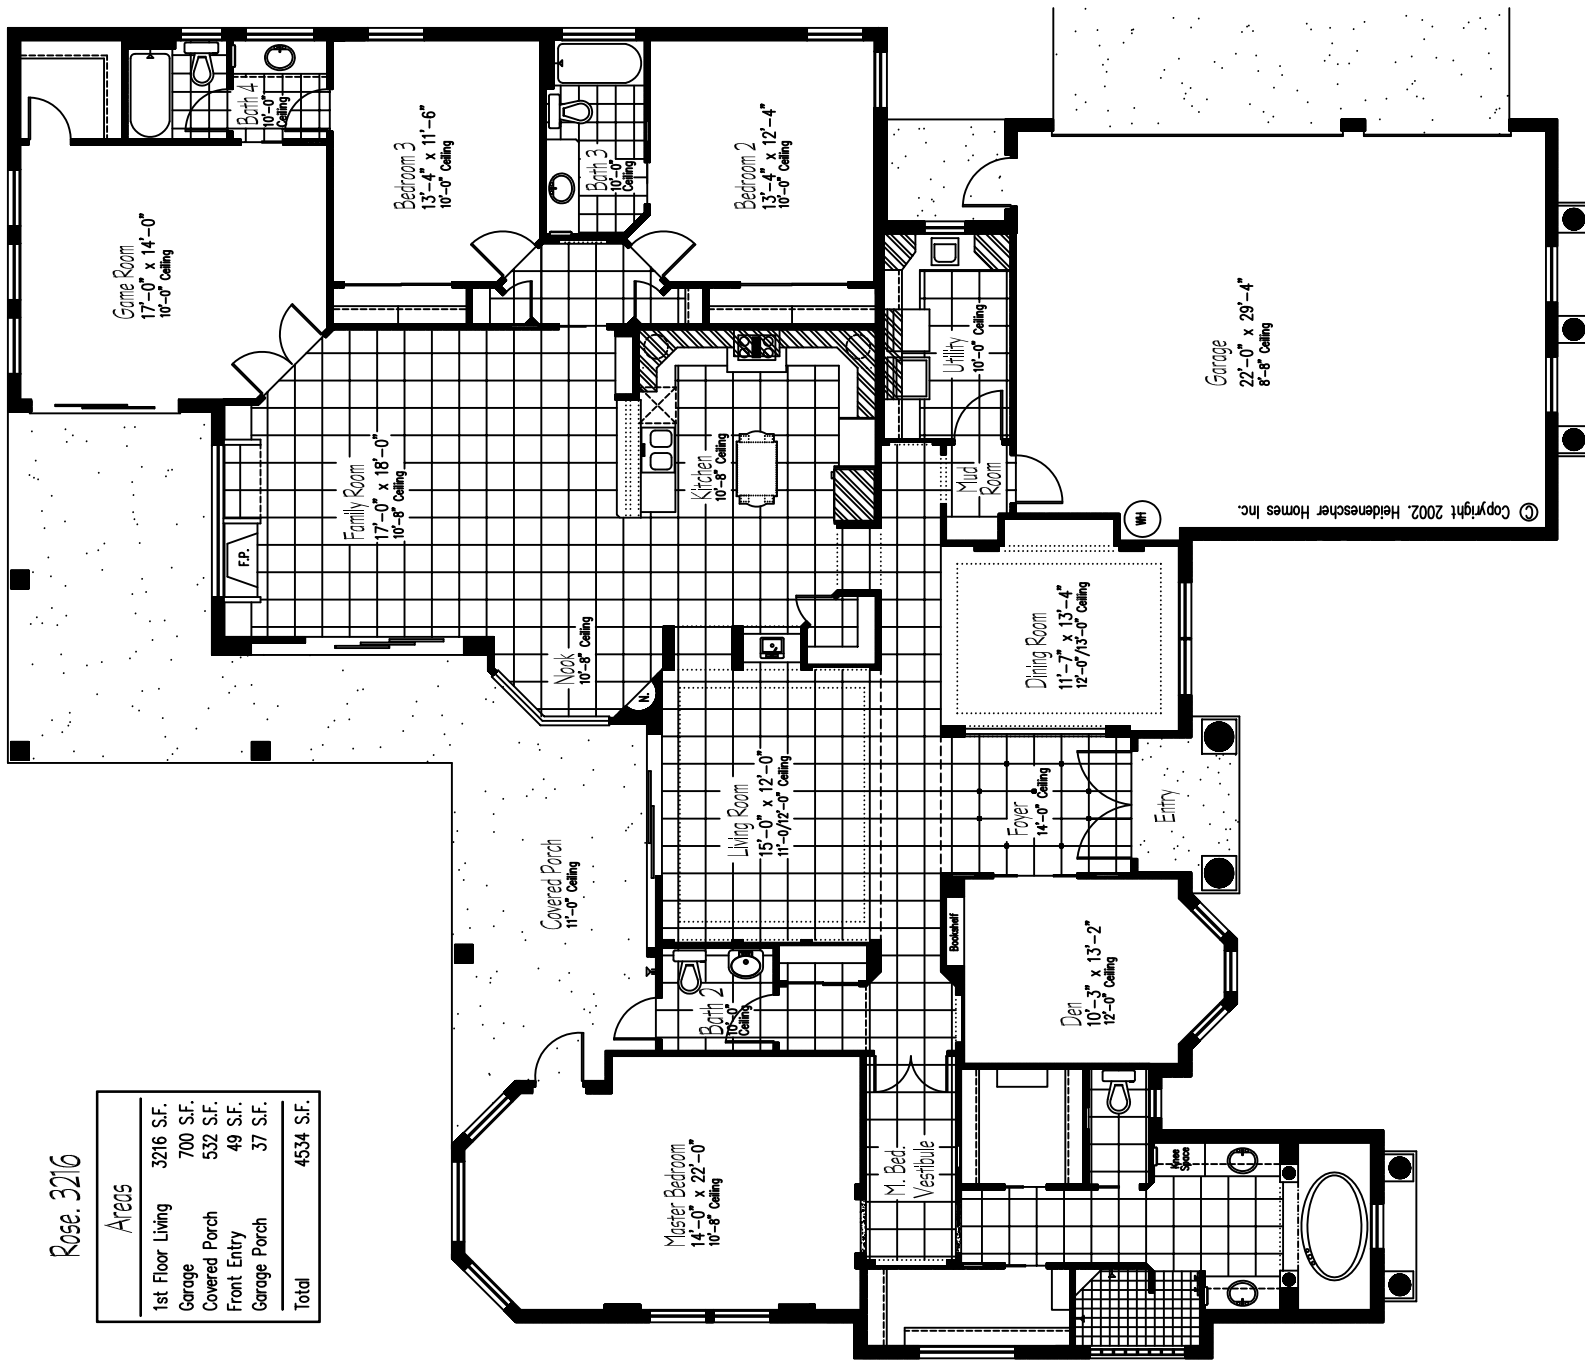 Rose. 3216
Areas
1st Floor Living 3216 S.F.
Garage 700 S.F.
Covered Porch 532 S.F.
Front Entry 49 S.F.
Garage Porch 37 S.F.
Total 4534 S.F.
Game Room
17'-0" x 14'-0"
10'-0" Ceiling
Bath 4
10'-0"
Ceiling
Bedroom 3
13'-4" x 11'-6"
10'-0" Ceiling
Bath 3
10'-0"
Ceiling
Bedroom 2
13'-4" x 12'-4"
10'-0" Ceiling
Family Room
17'-0" x 18'-0"
10'-8" Ceiling
F.P.
Kitchen
10'-8" Ceiling
Utility
10'-0" Ceiling
Mud
Room
Garage
22'-0" x 29'-4"
8'-8" Ceiling
WH
© Copyright 2002. Heidenescher Homes Inc.
Nook
10'-8" Ceiling
N.
Dining Room
11'-7" x 13'-4"
12'-0"/13'-0" Ceiling
Living Room
15'-0" x 12'-0"
11'-0/12'-0" Ceiling
Foyer
14'-0" Ceiling
Entry
Covered Porch
11'-0" Ceiling
Bookshelf
Den
10'-3" x 13'-2"
12'-0" Ceiling
Bath 2
10'-0"
Ceiling
Master Bedroom
14'-0" x 22'-0"
10'-8" Ceiling
M. Bed.
Vestibule
Knee
Space